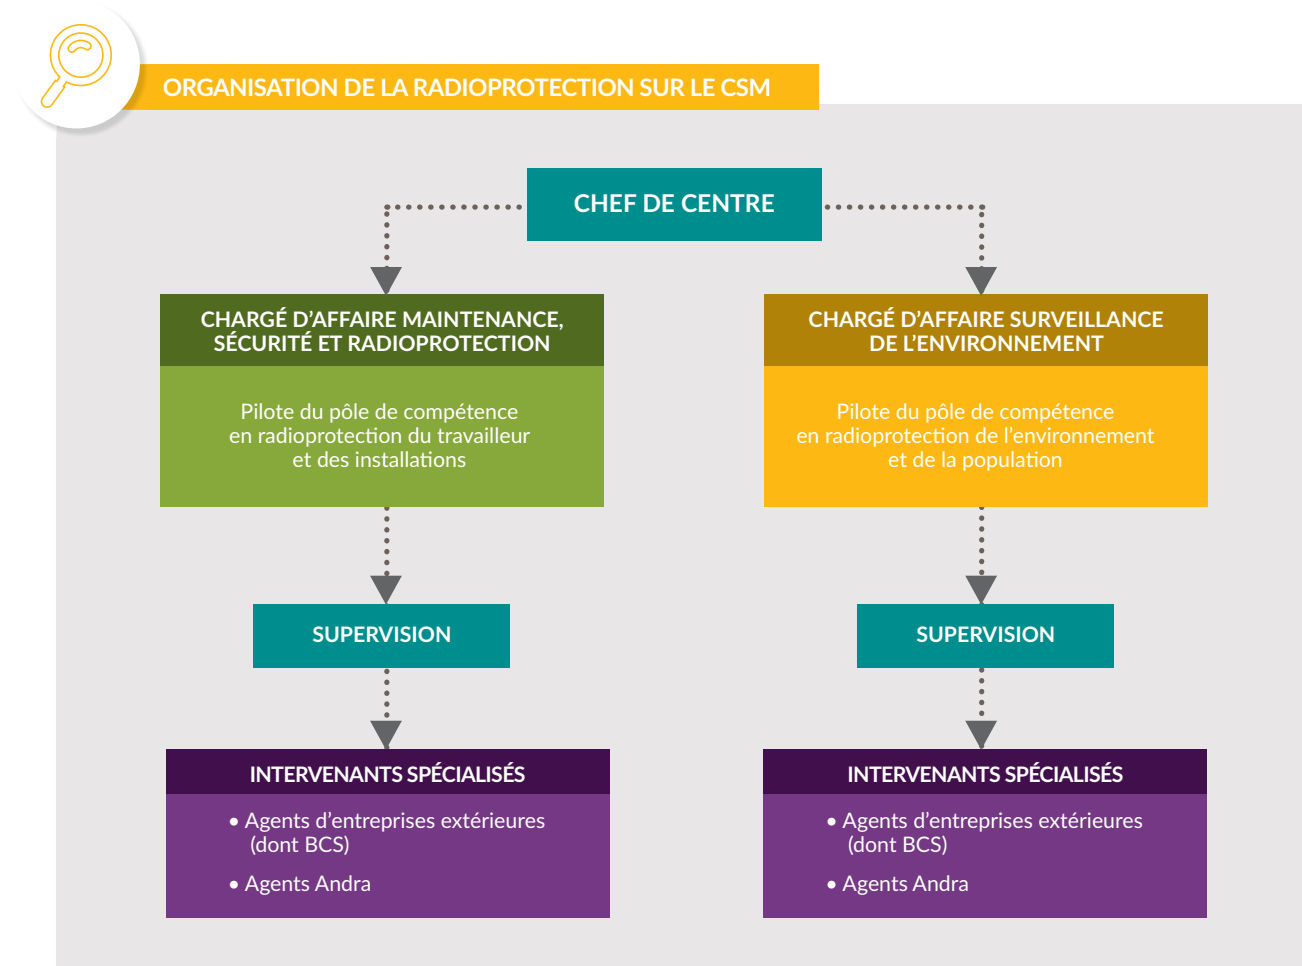 ORGANISATION DE LA RADIOPROTECTION SUR LE CSM
CHEF DE CENTRE
CHARGÉ D'AFFAIRE MAINTENANCE,
SÉCURITÉ ET RADIOPROTECTION
Pilote du pôle de compétence
en radioprotection du travailleur
et des installations
SUPERVISION
INTERVENANTS SPÉCIALISÉS
• Agents d'entreprises extérieures
(dont BCS)
• Agents Andra
CHARGÉ D'AFFAIRE SURVEILLANCE
DE L'ENVIRONNEMENT
Pilote du pôle de compétence
en radioprotection de l'environnement
et de la population
SUPERVISION
INTERVENANTS SPÉCIALISÉS
• Agents d'entreprises extérieures
(dont BCS)
• Agents Andra